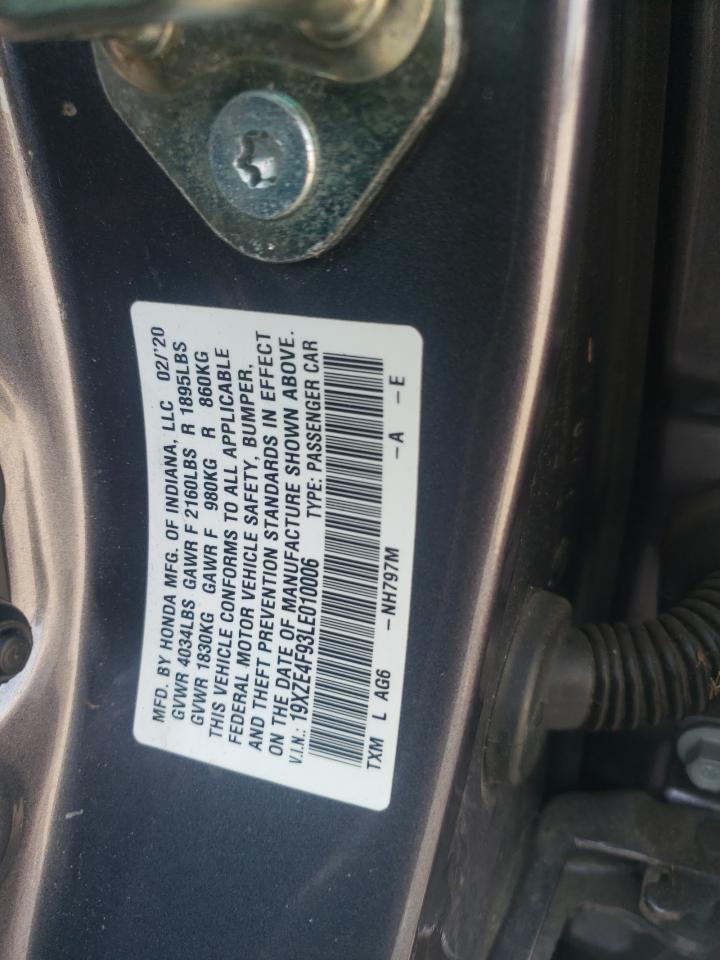 MFD. BY HONDA MFG. OF INDIANA, LLC 02/'20
GVWR 4034LBS GAWR F 2160LBS R 1895LBS
GVWR 1830KG GAWR F 980KG R 860KG
THIS VEHICLE CONFORMS TO ALL APPLICABLE
FEDERAL MOTOR VEHICLE SAFETY, BUMPER,
AND THEFT PREVENTION STANDARDS IN EFFECT
ON THE DATE OF MANUFACTURE SHOWN ABOVE.
V.I.N.: 19XZE4F93LE010006 TYPE: PASSENGER CAR
TXM L AG6 -NH797M -A -E